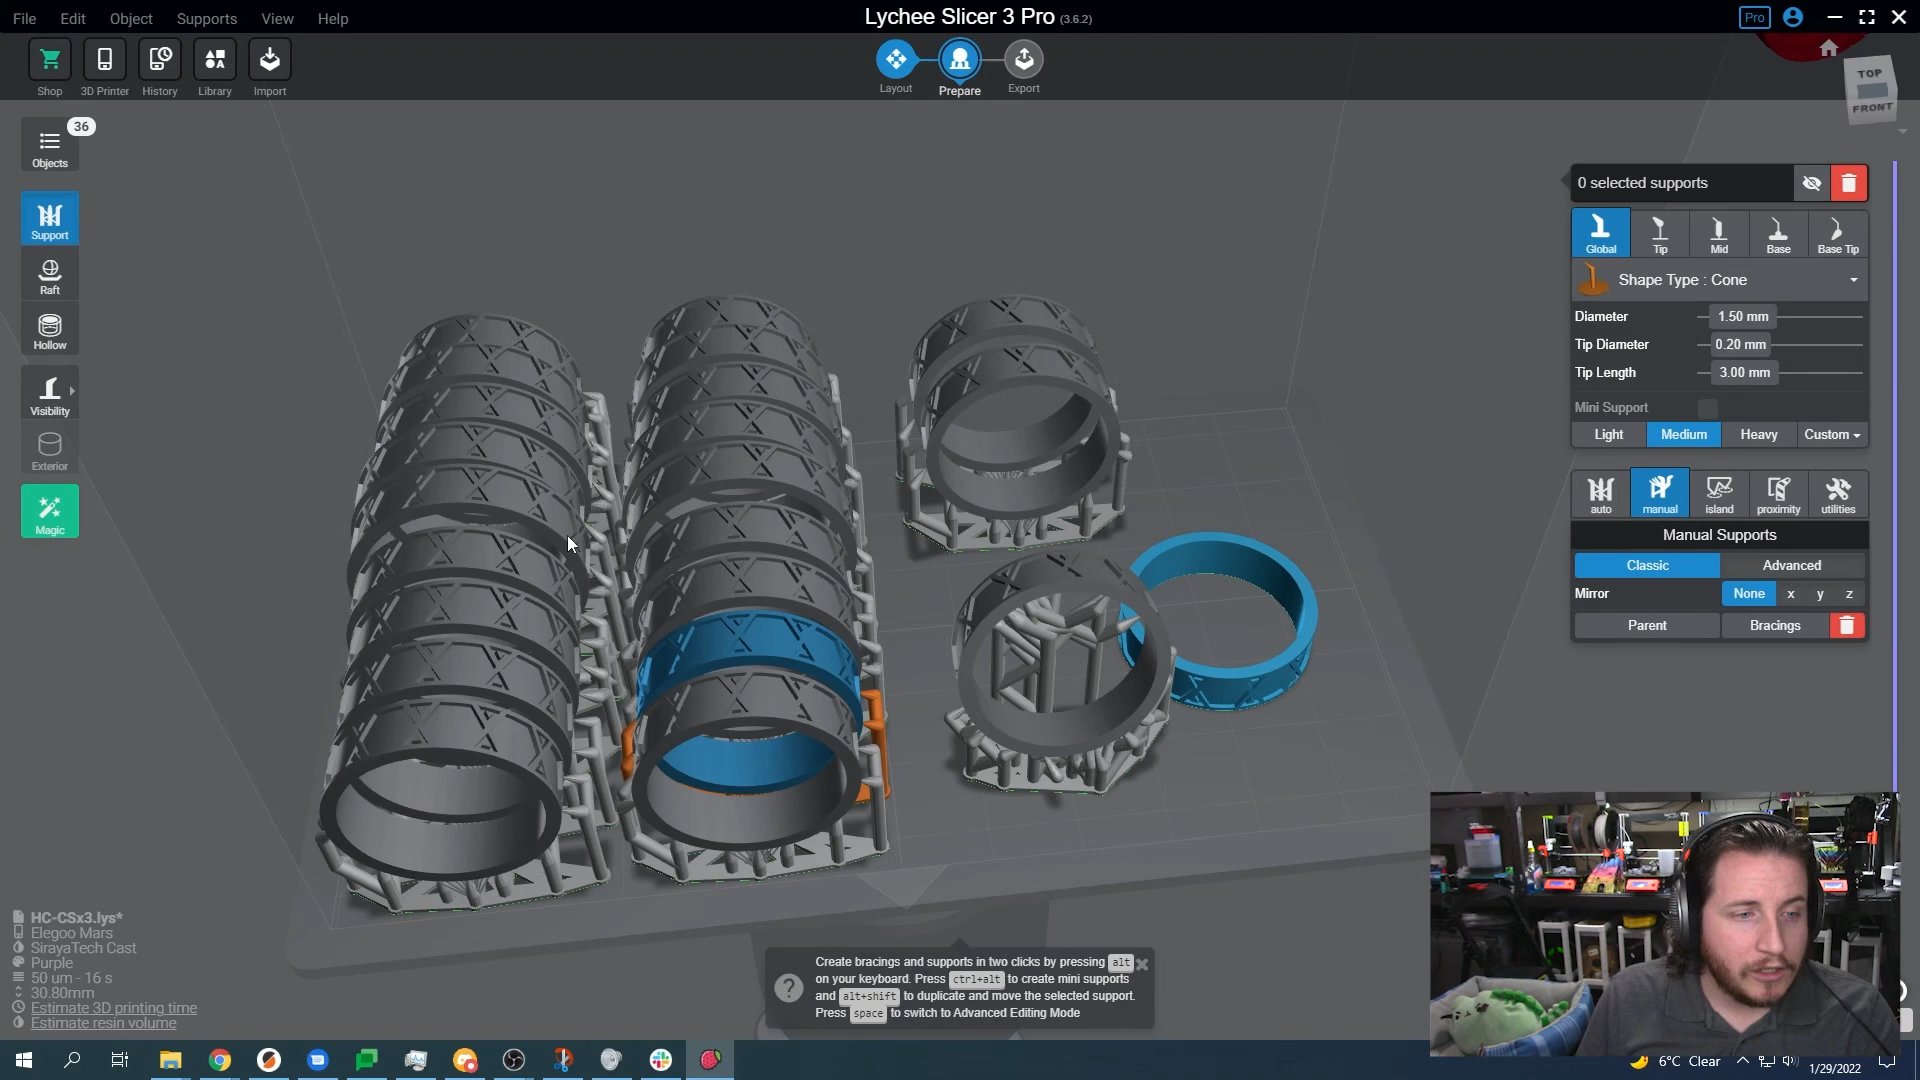 File Edit Object Supports View Help
Lychee Slicer 3 Pro (3.6.2)
Pro
Shop 3D Printer History Library Import
Layout Prepare Export
TOP
FRONT
36
Objects
Support
Raft
Hollow
Visibility
Exterior
Magic
0 selected supports
Global Tip Mid Base Base Tip
Shape Type : Cone
Diameter 1.50 mm
Tip Diameter 0.20 mm
Tip Length 3.00 mm
Mini Support
Light Medium Heavy Custom
auto manual island proximity utilities
Manual Supports
Classic Advanced
Mirror None x y z
Parent Bracings
HC-CSx3.lys*
Elegoo Mars
SirayaTech Cast
Purple
50 um - 16 s
30.80mm
Estimate 3D printing time
Estimate resin volume
Create bracings and supports in two clicks by pressing alt
on your keyboard. Press ctrl+alt to create mini supports
and alt+shift to duplicate and move the selected support.
Press space to switch to Advanced Editing Mode
6°C Clear
1/29/2022